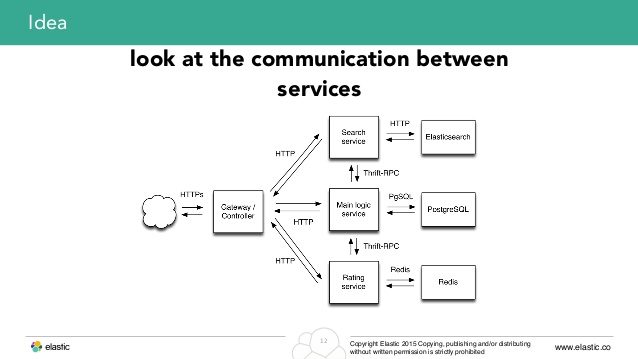 Idea
look at the communication between
services
Search
service
HTTP
Elasticsearch
HTTP
Thrift-RPC
HTTPs
Gateway /
Controller
HTTP
Main logic
service
PgSQL
PostgreSQL
Thrift-RPC
HTTP
Rating
service
Redis
Redis
elastic
12
Copyright Elastic 2015 Copying, publishing and/or distributing
without written permission is strictly prohibited
www.elastic.co